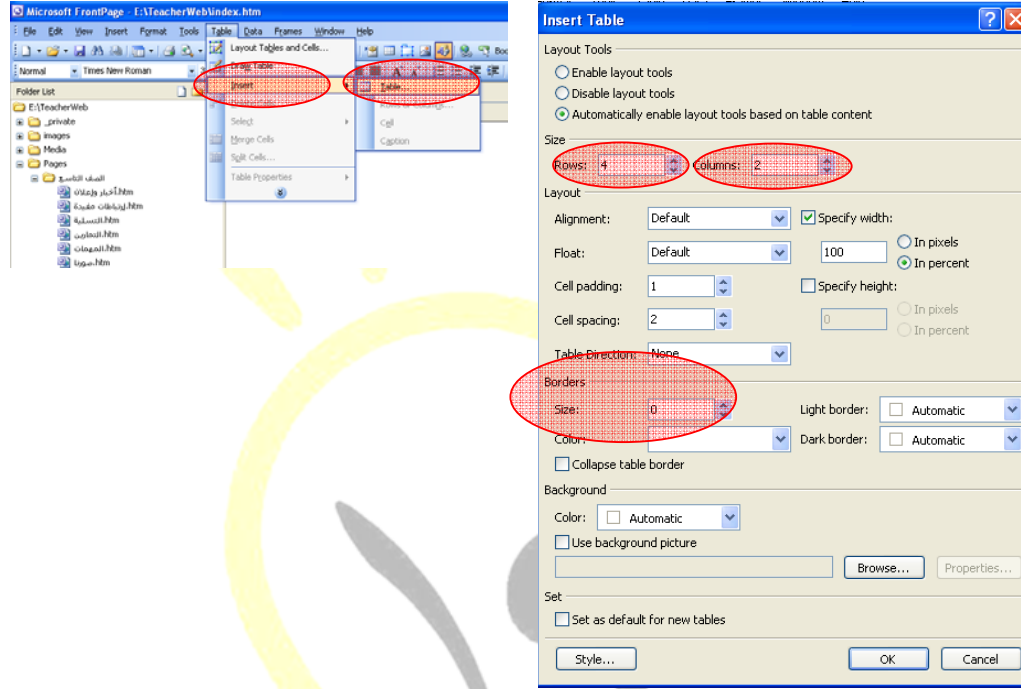 Microsoft FrontPage - E:\TeacherWeb\index.htm
File Edit View Insert Format Tools Table Data Frames Window Help
Normal Times New Roman
Folder List
E:\TeacherWeb
_private
images
Media
Pages
الصف التاسع
أخبار وإعلان.htm
إرتباطات مفيدة.htm
التسلية.htm
التمارين.htm
المهمات.htm
صورنا.htm
Layout Tables and Cells...
Draw Table
Insert
Select
Merge Cells
Split Cells...
Table Properties
Table...
Rows or Columns...
Cell
Caption
Insert Table
Layout Tools
Enable layout tools
Disable layout tools
Automatically enable layout tools based on table content
Size
Rows: 4 Columns: 2
Layout
Alignment: Default Specify width:
Float: Default 100 In pixels
In percent
Cell padding: 1 Specify height:
Cell spacing: 2 0 In pixels
In percent
Table Direction: None
Borders
Size: 0 Light border: Automatic
Color: Dark border: Automatic
Collapse table border
Background
Color: Automatic
Use background picture
Browse... Properties...
Set
Set as default for new tables
Style... OK Cancel